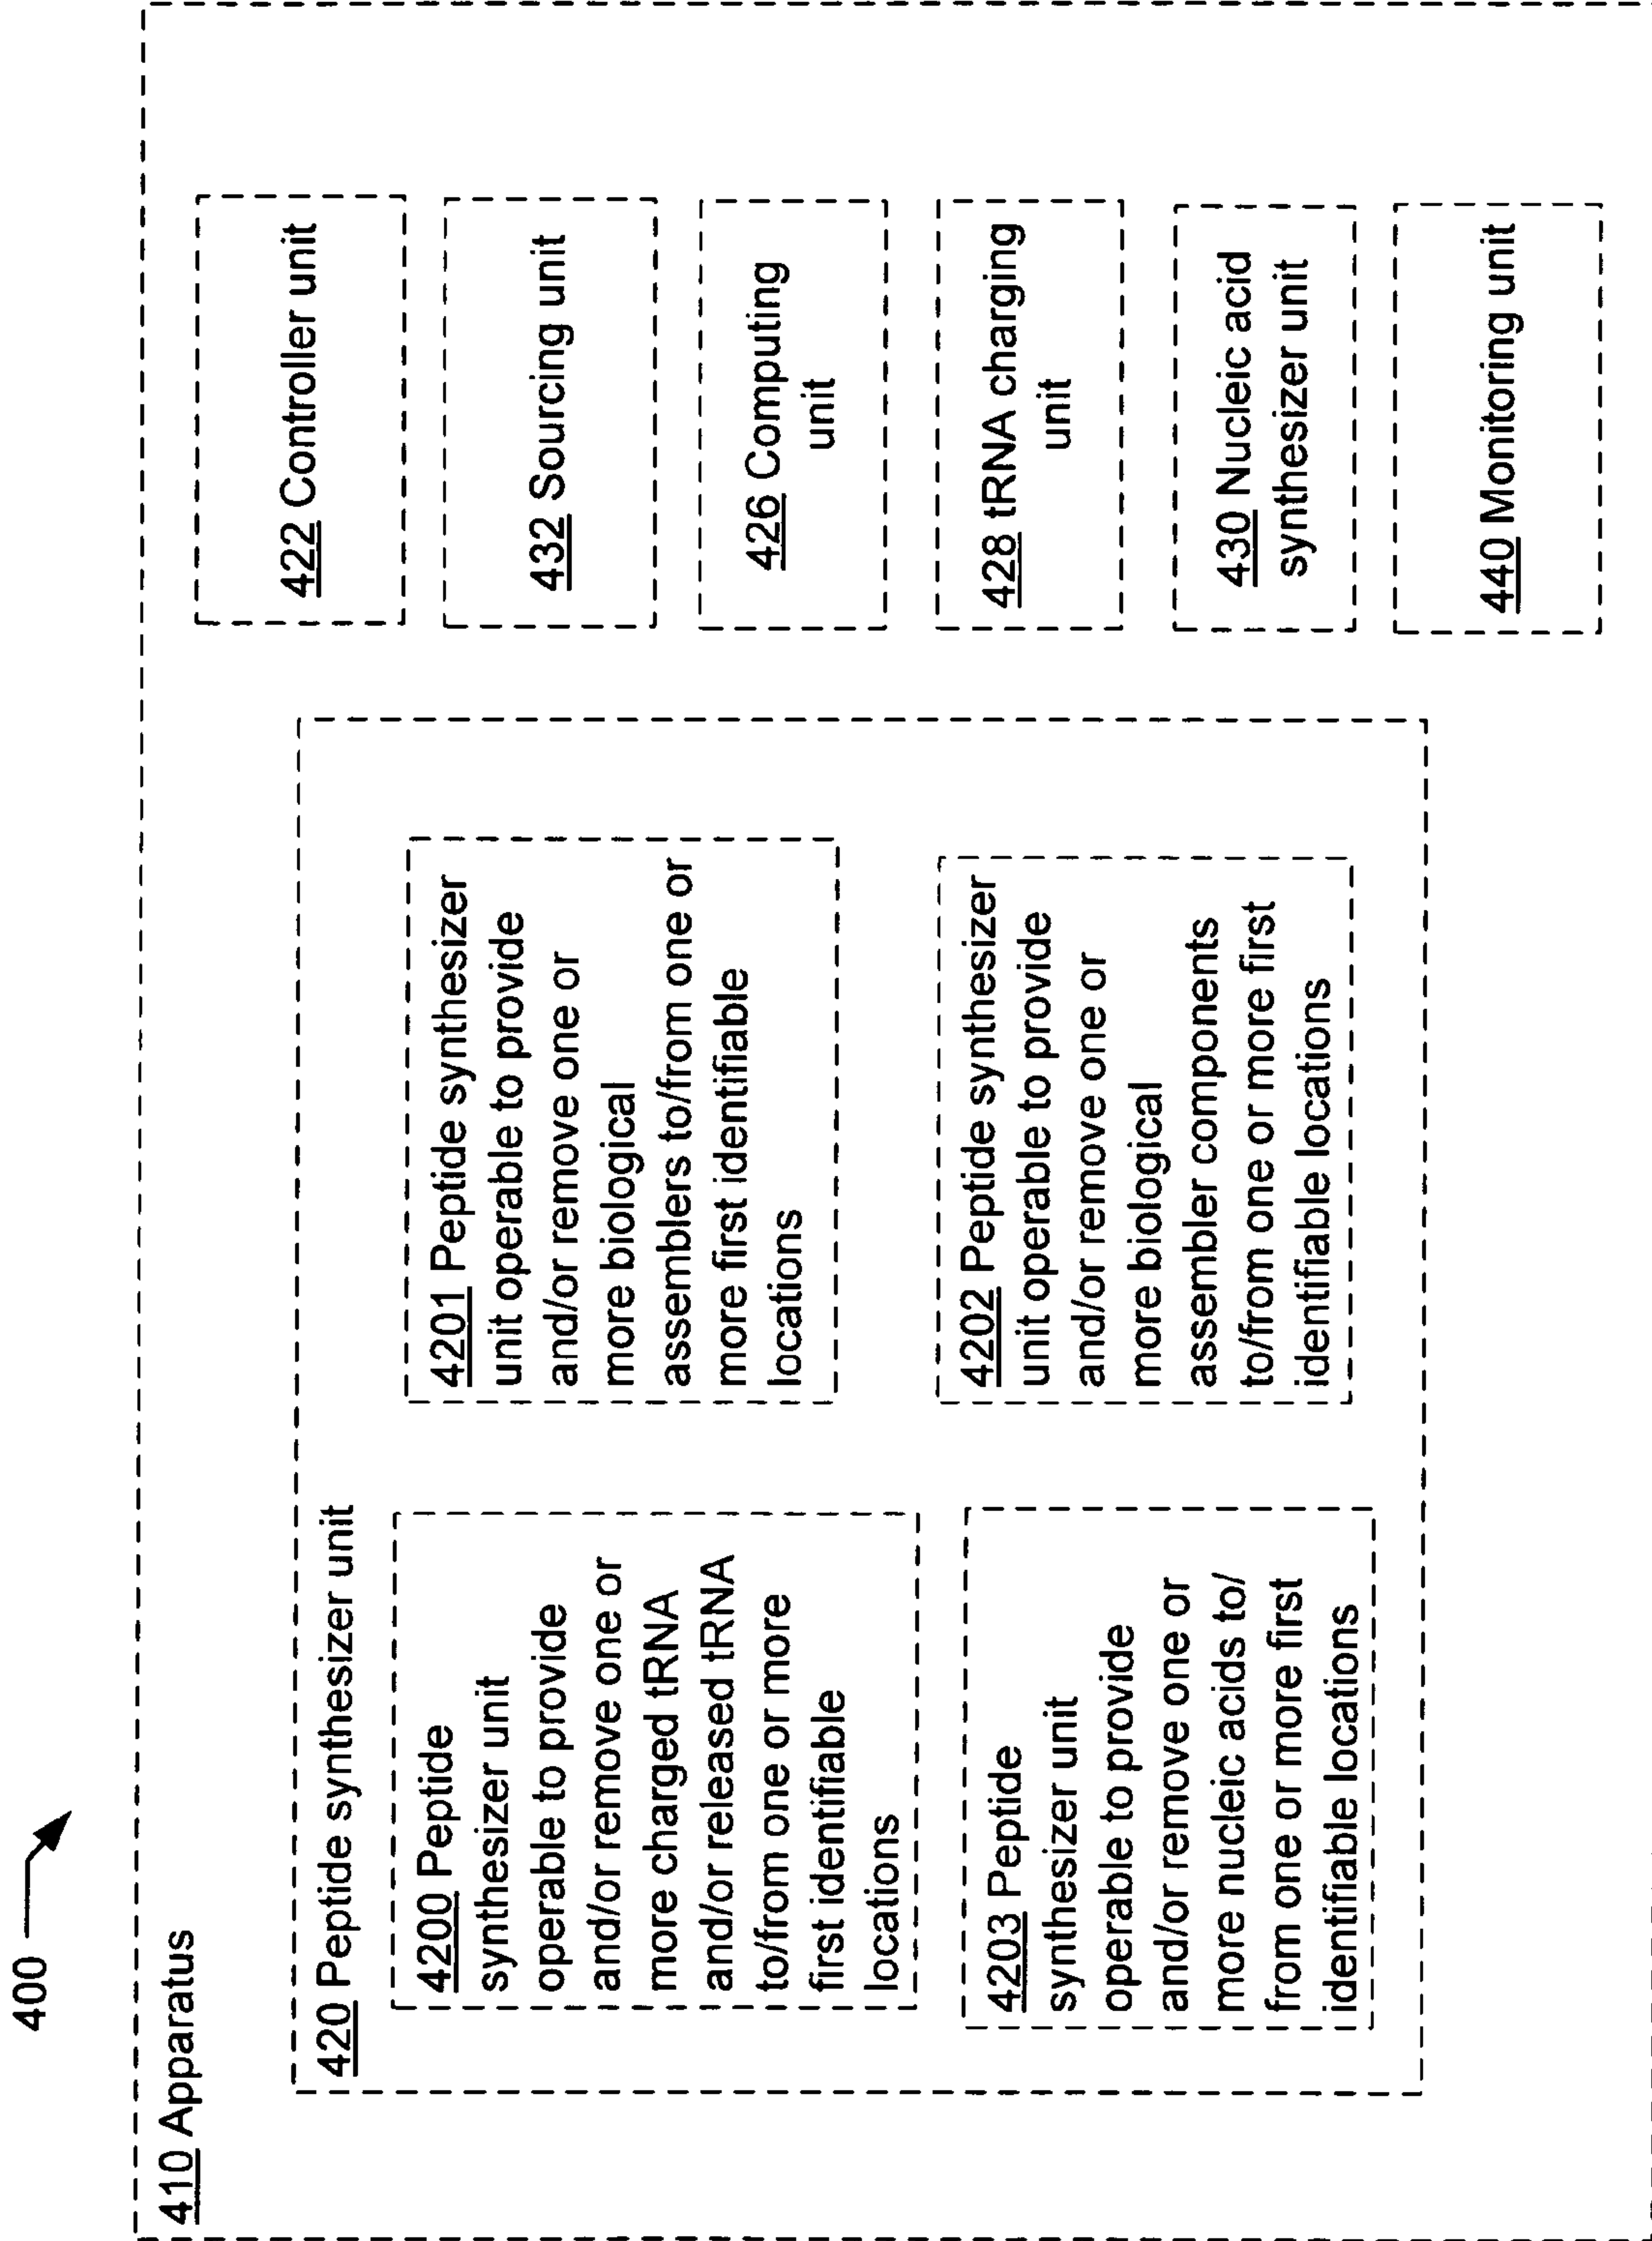 400
410 Apparatus
420 Peptide synthesizer unit
4200 Peptide
synthesizer unit
operable to provide
and/or remove one or
more charged tRNA
and/or released tRNA
to/from one or more
first identifiable
locations
4201 Peptide synthesizer
unit operable to provide
and/or remove one or
more biological
assemblers to/from one or
more first identifiable
locations
4203 Peptide
synthesizer unit
operable to provide
and/or remove one or
more nucleic acids to/
from one or more first
identifiable locations
4202 Peptide synthesizer
unit operable to provide
and/or remove one or
more biological
assembler components
to/from one or more first
identifiable locations
422 Controller unit
432 Sourcing unit
426 Computing
unit
428 tRNA charging
unit
430 Nucleic acid
synthesizer unit
440 Monitoring unit